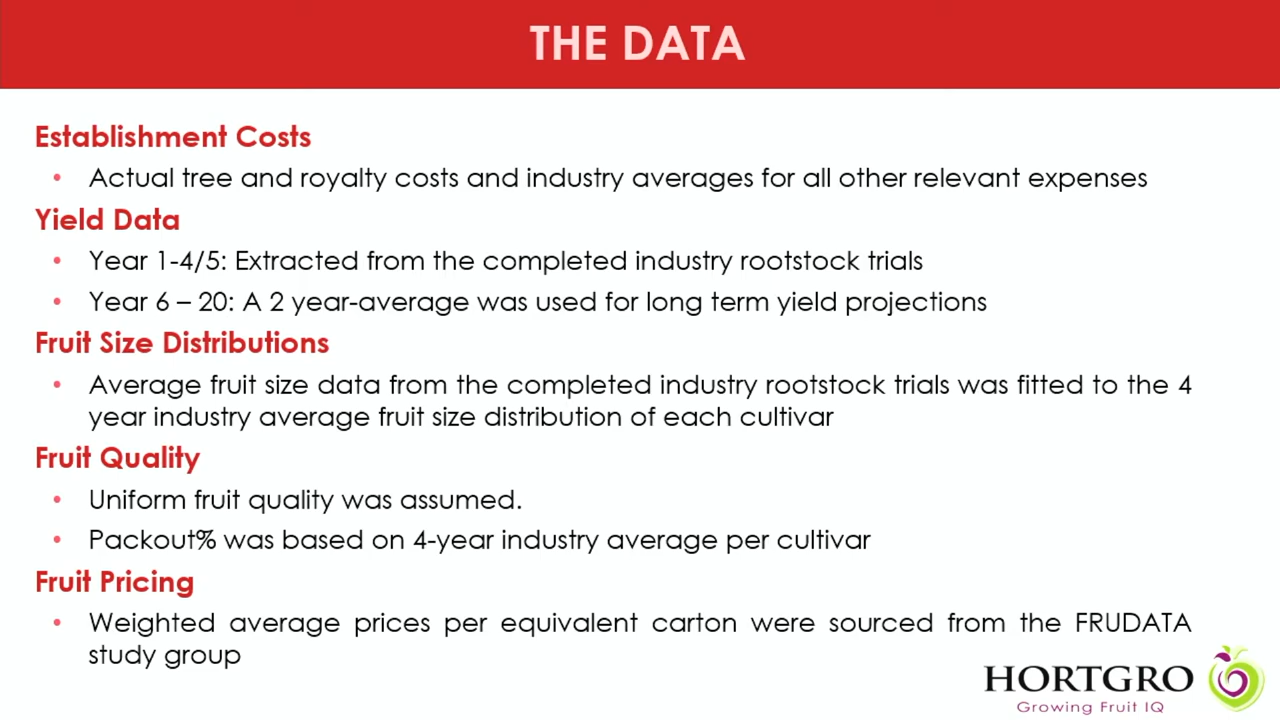 THE DATA
Establishment Costs
• Actual tree and royalty costs and industry averages for all other relevant expenses
Yield Data
• Year 1-4/5: Extracted from the completed industry rootstock trials
• Year 6 – 20: A 2 year-average was used for long term yield projections
Fruit Size Distributions
• Average fruit size data from the completed industry rootstock trials was fitted to the 4
year industry average fruit size distribution of each cultivar
Fruit Quality
• Uniform fruit quality was assumed.
• Packout% was based on 4-year industry average per cultivar
Fruit Pricing
• Weighted average prices per equivalent carton were sourced from the FRUDATA
study group
HORTGRO
Growing Fruit IQ